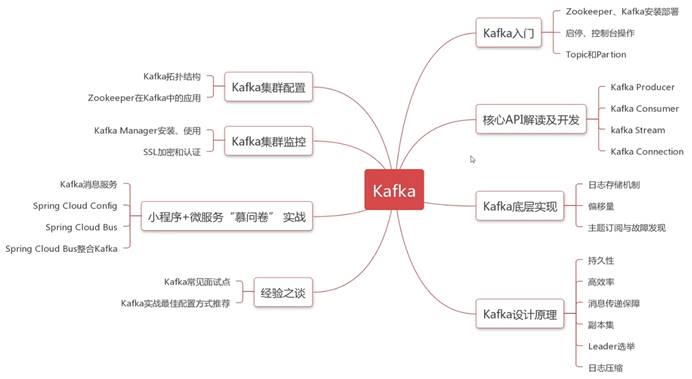 Kafka
Kafka入门
Zookeeper、Kafka安装部署
启停、控制台操作
Topic和Partion
核心API解读及开发
Kafka Producer
Kafka Consumer
kafka Stream
Kafka Connection
Kafka底层实现
日志存储机制
偏移量
主题订阅与故障发现
Kafka设计原理
持久性
高效率
消息传递保障
副本集
Leader选举
日志压缩
Kafka集群配置
Kafka拓扑结构
Zookeeper在Kafka中的应用
Kafka集群监控
Kafka Manager安装、使用
SSL加密和认证
小程序+微服务“慕问卷” 实战
Kafka消息服务
Spring Cloud Config
Spring Cloud Bus
Spring Cloud Bus整合Kafka
经验之谈
Kafka常见面试点
Kafka实战最佳配置方式推荐